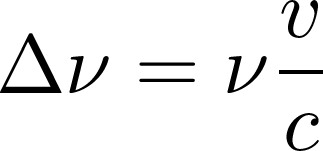 Δν = ν v/c